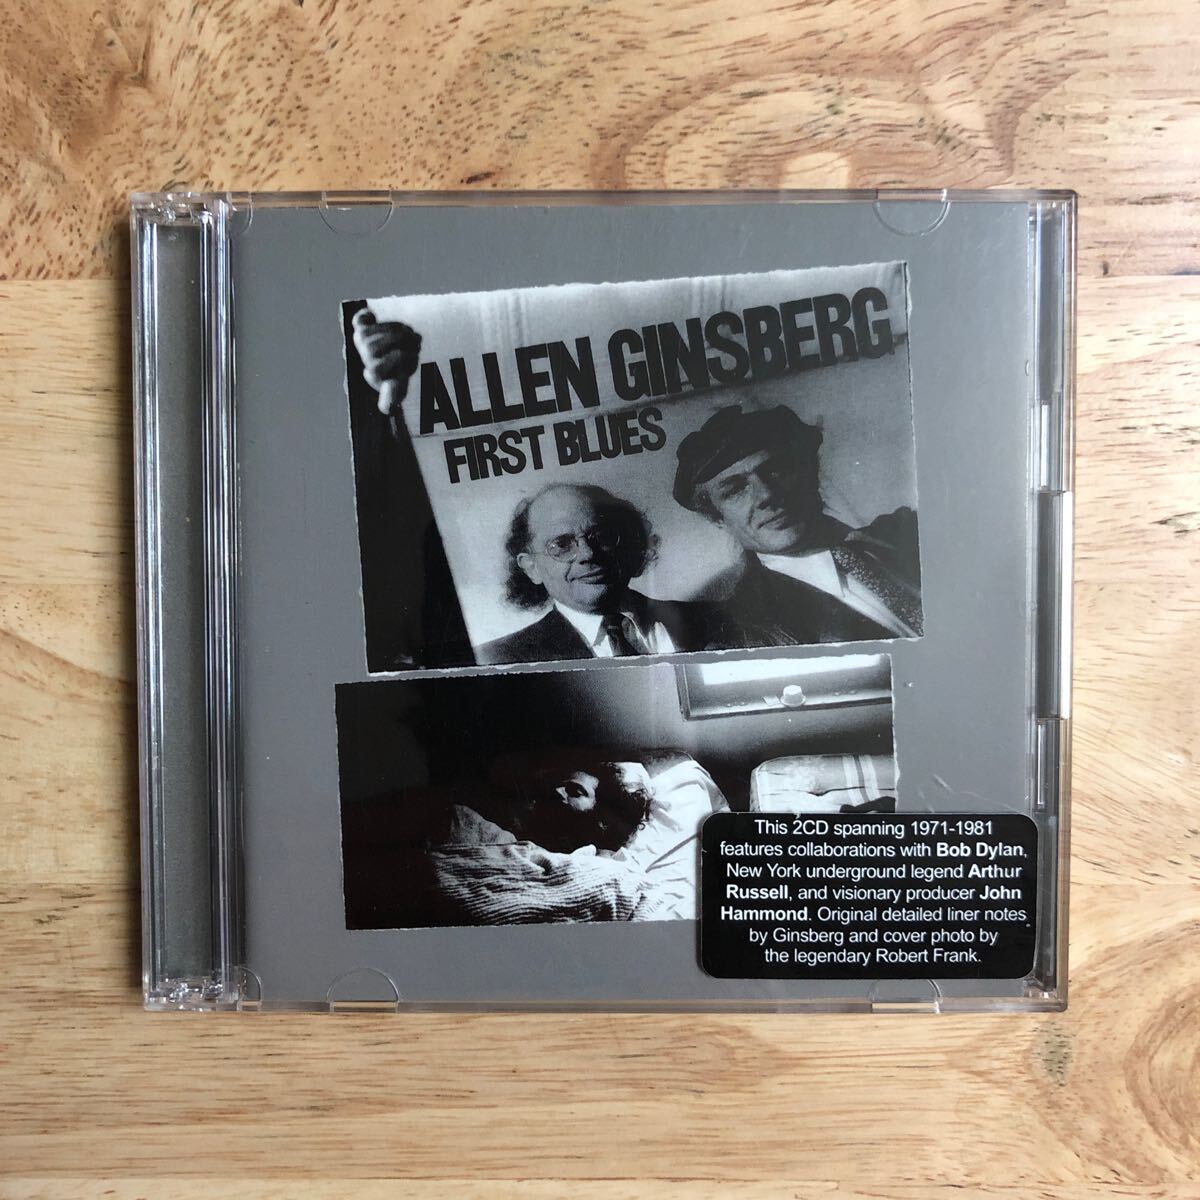 ALLEN GINSBERG
FIRST BLUES
This 2CD spanning 1971-1981
features collaborations with Bob Dylan,
New York underground legend Arthur
Russell, and visionary producer John
Hammond. Original detailed liner notes
by Ginsberg and cover photo by
the legendary Robert Frank.